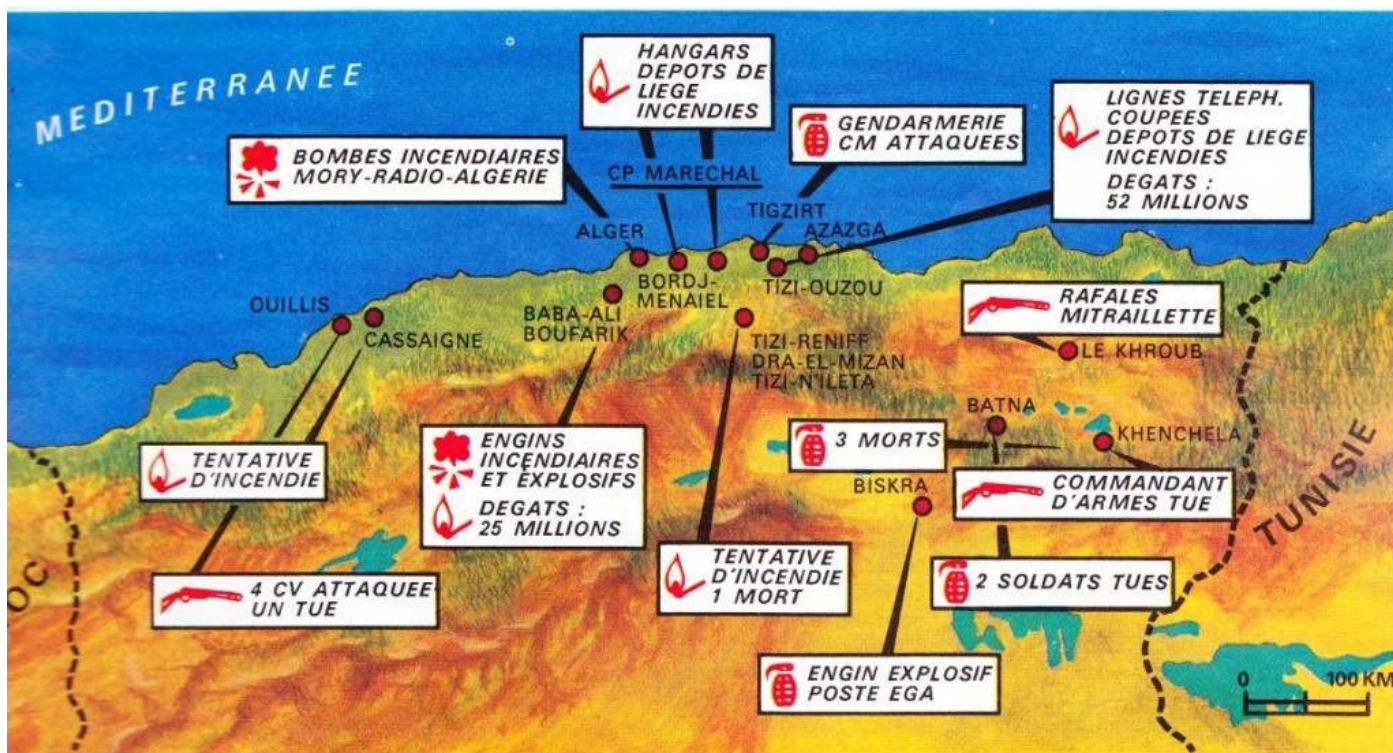 MEDITERRANEE
HANGARS
DEPOTS DE
LIEGE
INCENDIES
LIGNES TELEPH.
COUPEES
DEPOTS DE LIEGE
INCENDIES
DEGATS :
52 MILLIONS
GENDARMERIE
CM ATTAQUEES
BOMBES INCENDIAIRES
MORY-RADIO-ALGERIE
CP MARECHAL
TIGZIRT
AZAZGA
ALGER
BORDJ-
MENAIEL
TIZI-OUZOU
OUILLIS
CASSAIGNE
BABA-ALI
BOUFARIK
TIZI-RENIFF
DRA-EL-MIZAN
TIZI-N'ILETA
RAFALES
MITRAILLETTE
LE KHROUB
BATNA
KHENCHELA
3 MORTS
BISKRA
COMMANDANT
D'ARMES TUE
TENTATIVE
D'INCENDIE
ENGINS
INCENDIAIRES
ET EXPLOSIFS
DEGATS :
25 MILLIONS
TUNISIE
OC
4 CV ATTAQUEE
UN TUE
TENTATIVE
D'INCENDIE
1 MORT
2 SOLDATS TUES
ENGIN EXPLOSIF
POSTE EGA
0 100 KM